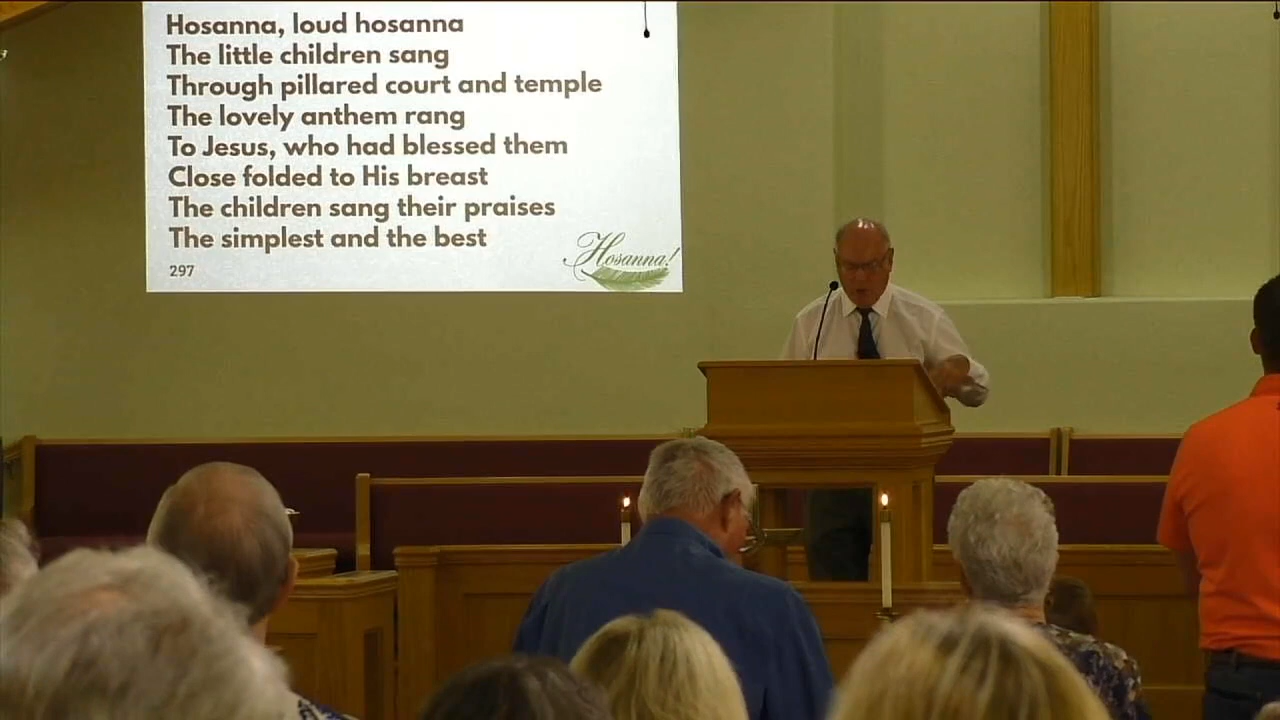 Hosanna, loud hosanna
The little children sang
Through pillared court and temple
The lovely anthem rang
To Jesus, who had blessed them
Close folded to His breast
The children sang their praises
The simplest and the best
Hosanna!
297